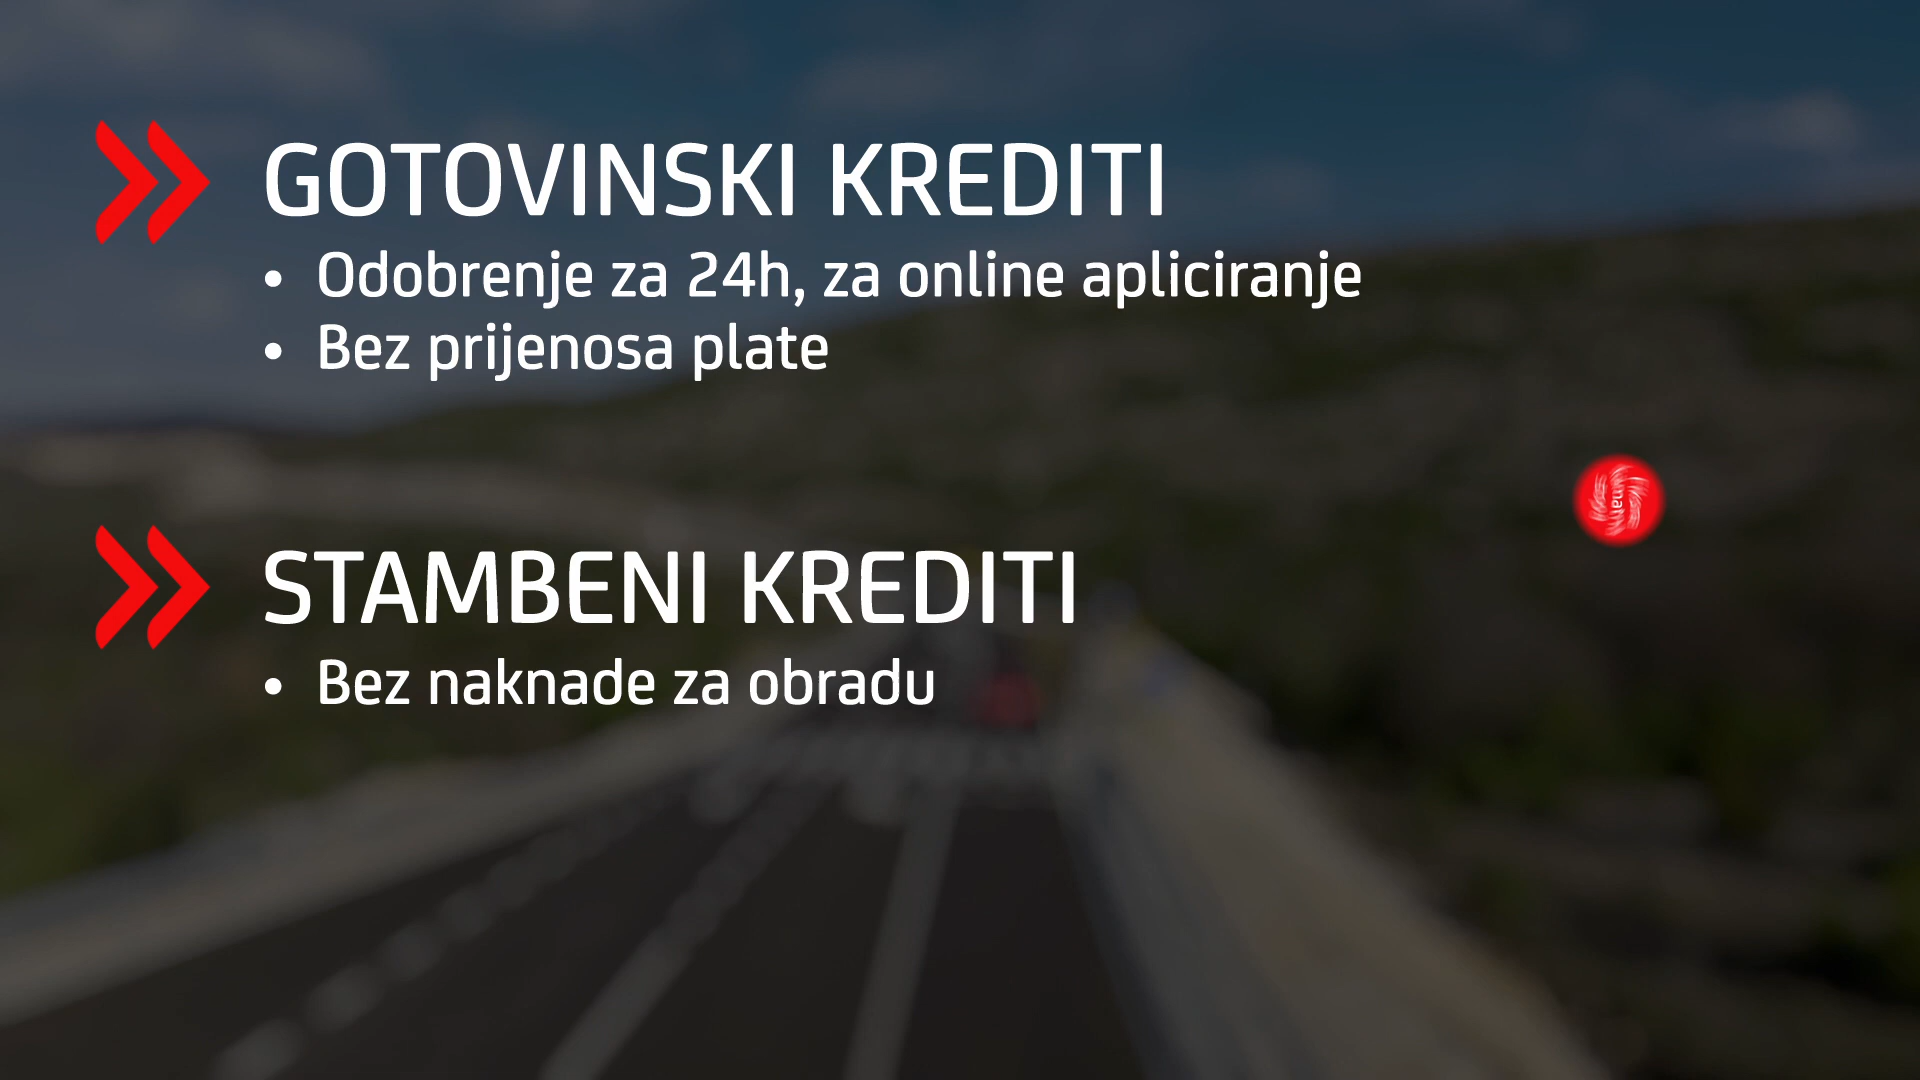 GOTOVINSKI KREDITI
• Odobrenje za 24h, za online apliciranje
• Bez prijenosa plate
STAMBENI KREDITI
• Bez naknade za obradu